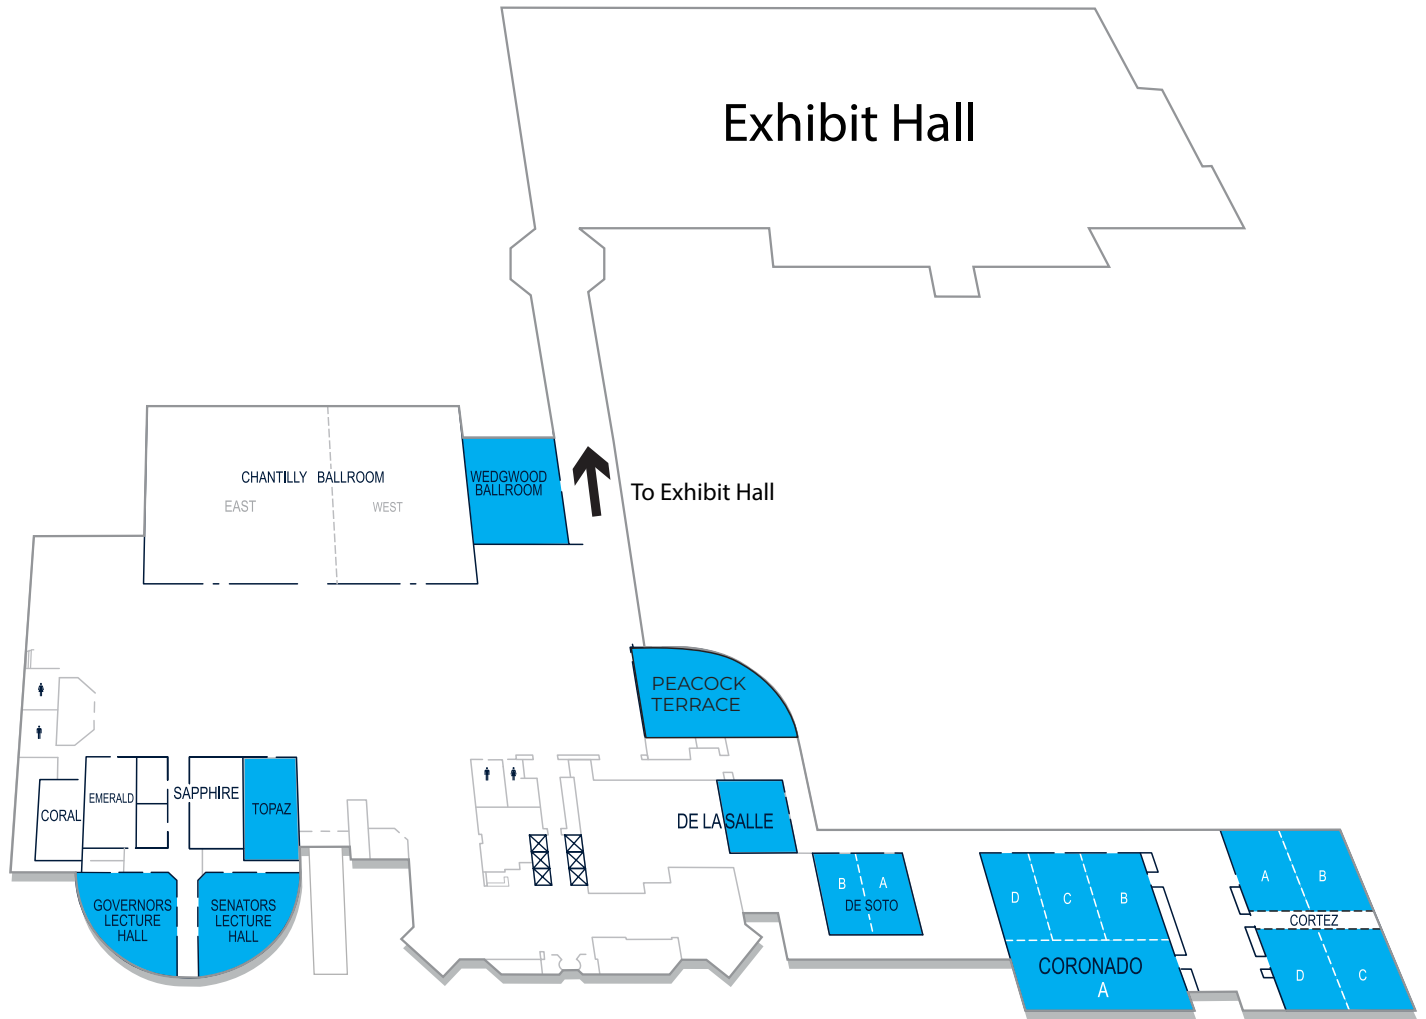 Exhibit Hall
CHANTILLY BALLROOM
EAST
WEST
WEDGWOOD
BALLROOM
To Exhibit Hall
PEACOCK
TERRACE
CORAL
EMERALD
SAPPHIRE
TOPAZ
DE LA SALLE
GOVERNORS
LECTURE
HALL
SENATORS
LECTURE
HALL
B
A
DE SOTO
D
C
B
CORONADO
A
A
B
CORTEZ
D
C